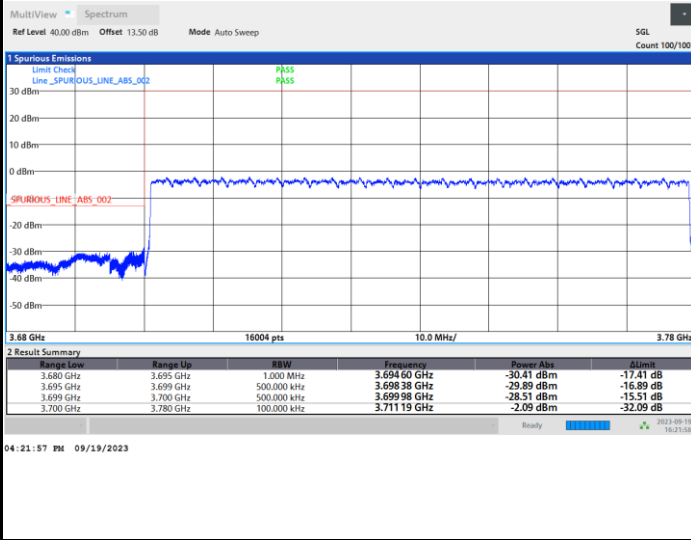 MultiView Spectrum
Ref Level 40.00 dBm Offset 13.50 dB Mode Auto Sweep SGL
Count 100/100
1 Spurious Emissions
Limit Check PASS
Line _SPURIOUS_LINE_ABS_002 PASS
30 dBm
20 dBm
10 dBm
0 dBm
_SPURIOUS_LINE_ABS_002
-20 dBm
-30 dBm
-40 dBm
-50 dBm
3.68 GHz 16004 pts 10.0 MHz/ 3.78 GHz
2 Result Summary
Range Low Range Up RBW Frequency Power Abs ΔLimit
3.680 GHz 3.695 GHz 1.000 MHz 3.694 60 GHz -30.41 dBm -17.41 dB
3.695 GHz 3.699 GHz 500.000 kHz 3.698 38 GHz -29.89 dBm -16.89 dB
3.699 GHz 3.700 GHz 500.000 kHz 3.699 98 GHz -28.51 dBm -15.51 dB
3.700 GHz 3.780 GHz 100.000 kHz 3.711 19 GHz -2.09 dBm -32.09 dB
Ready 2023-09-19
16:21:58
04:21:57 PM 09/19/2023